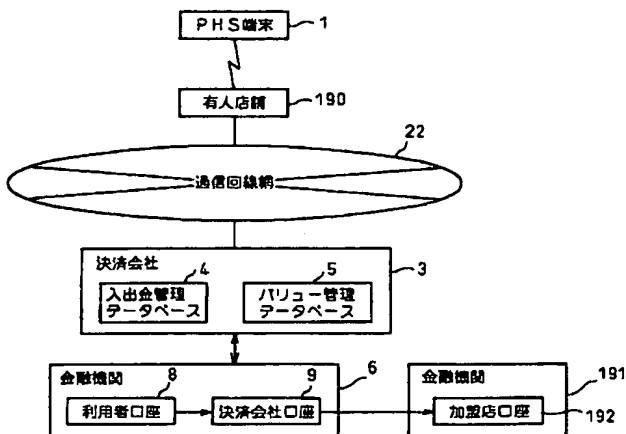 PHS端末
1
有人店舗
190
22
通信回線網
決済会社
3
4
入出金管理
データベース
5
バリュー管理
データベース
金融機関
6
8
利用者口座
9
決済会社口座
金融機関
191
加盟店口座
192